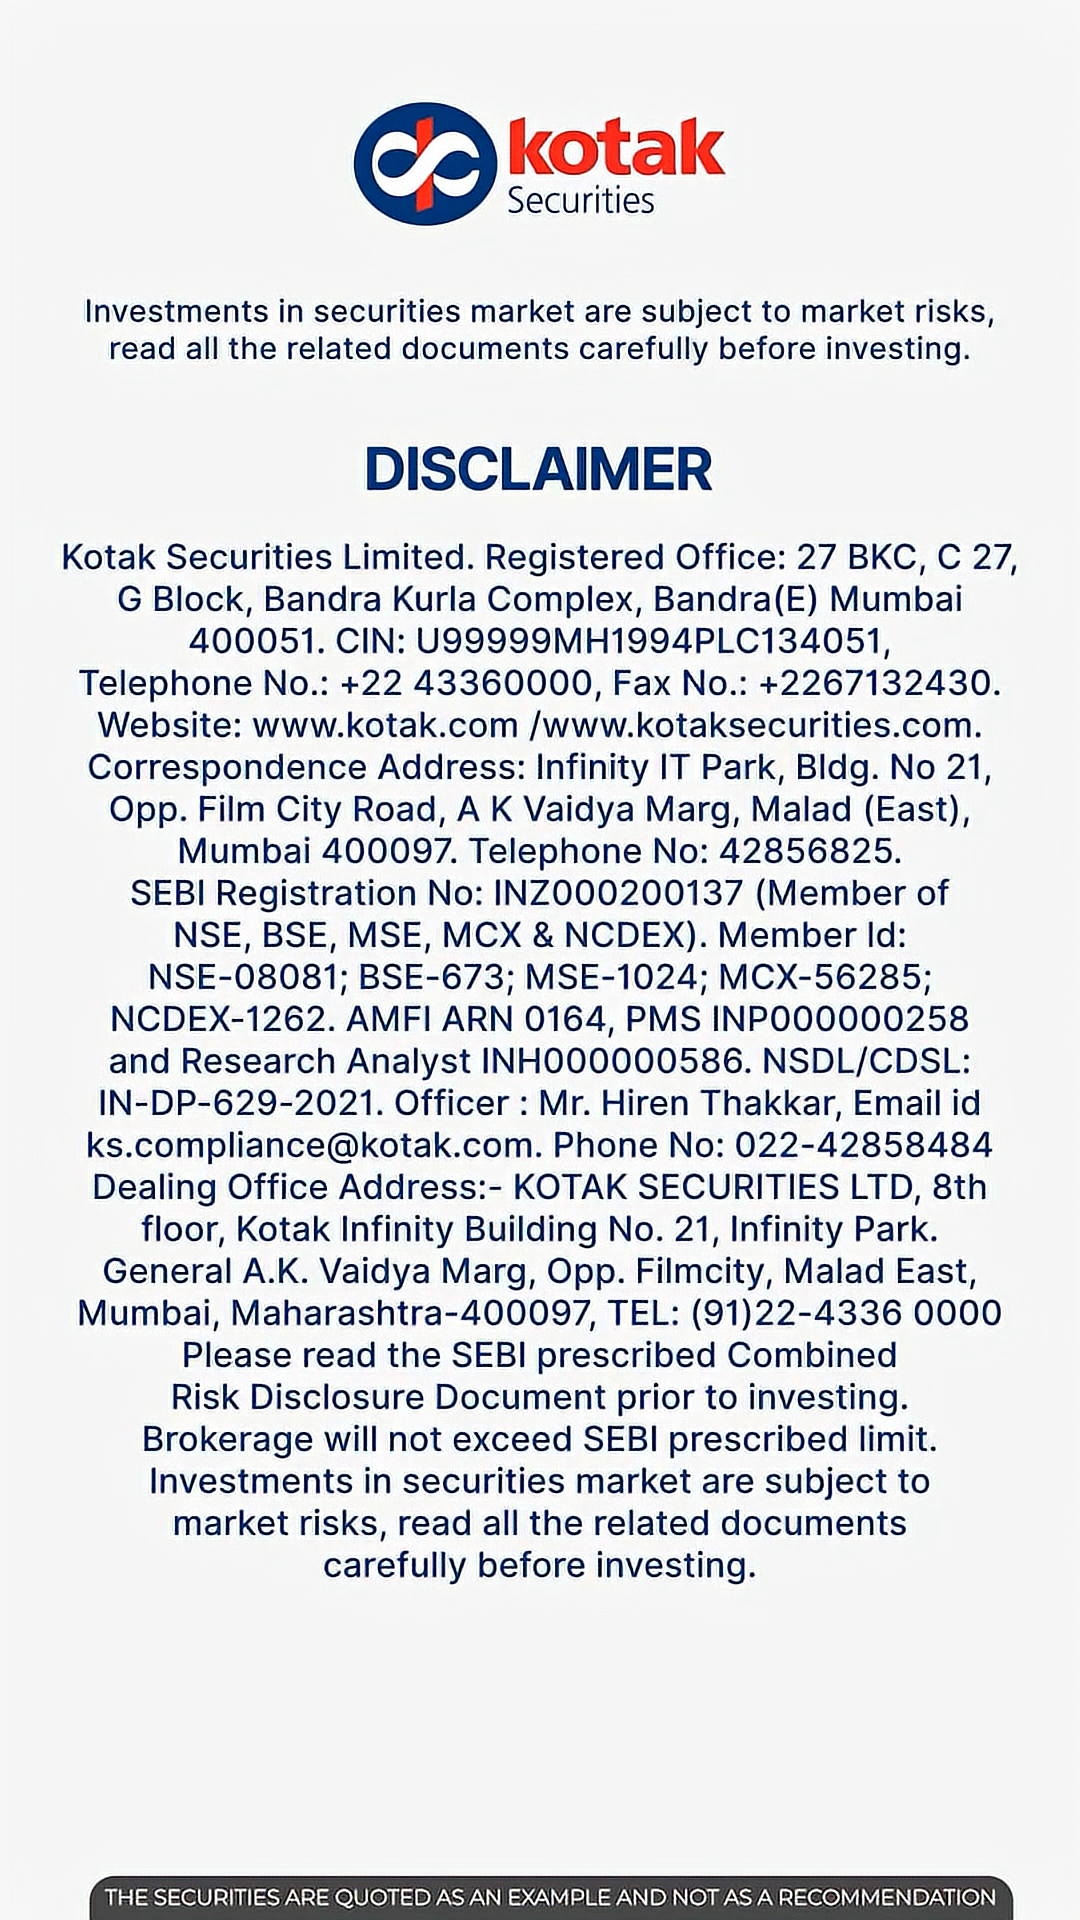 kotak
Securities
Investments in securities market are subject to market risks,
read all the related documents carefully before investing.
DISCLAIMER
Kotak Securities Limited. Registered Office: 27 BKC, C 27,
G Block, Bandra Kurla Complex, Bandra(E) Mumbai
400051. CIN: U99999MH1994PLC134051,
Telephone No.: +22 43360000, Fax No.: +2267132430.
Website: www.kotak.com /www.kotaksecurities.com.
Correspondence Address: Infinity IT Park, Bldg. No 21,
Opp. Film City Road, A K Vaidya Marg, Malad (East),
Mumbai 400097. Telephone No: 42856825.
SEBI Registration No: INZ000200137 (Member of
NSE, BSE, MSE, MCX & NCDEX). Member Id:
NSE-08081; BSE-673; MSE-1024; MCX-56285;
NCDEX-1262. AMFI ARN 0164, PMS INP000000258
and Research Analyst INH000000586. NSDL/CDSL:
IN-DP-629-2021. Officer : Mr. Hiren Thakkar, Email id
ks.compliance@kotak.com. Phone No: 022-42858484
Dealing Office Address:- KOTAK SECURITIES LTD, 8th
floor, Kotak Infinity Building No. 21, Infinity Park.
General A.K. Vaidya Marg, Opp. Filmcity, Malad East,
Mumbai, Maharashtra-400097, TEL: (91)22-4336 0000
Please read the SEBI prescribed Combined
Risk Disclosure Document prior to investing.
Brokerage will not exceed SEBI prescribed limit.
Investments in securities market are subject to
market risks, read all the related documents
carefully before investing.
THE SECURITIES ARE QUOTED AS AN EXAMPLE AND NOT AS A RECOMMENDATION